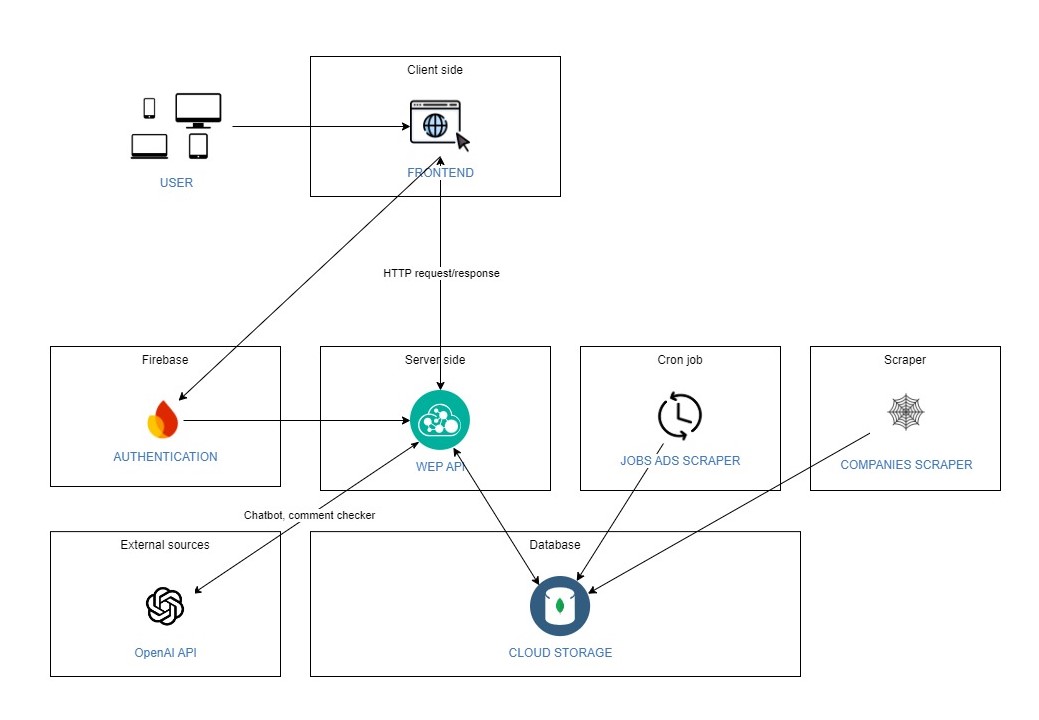 Client side
USER
FRONTEND
HTTP request/response
Firebase
AUTHENTICATION
Server side
WEP API
Cron job
JOBS ADS SCRAPER
Scraper
COMPANIES SCRAPER
Chatbot, comment checker
External sources
OpenAI API
Database
CLOUD STORAGE